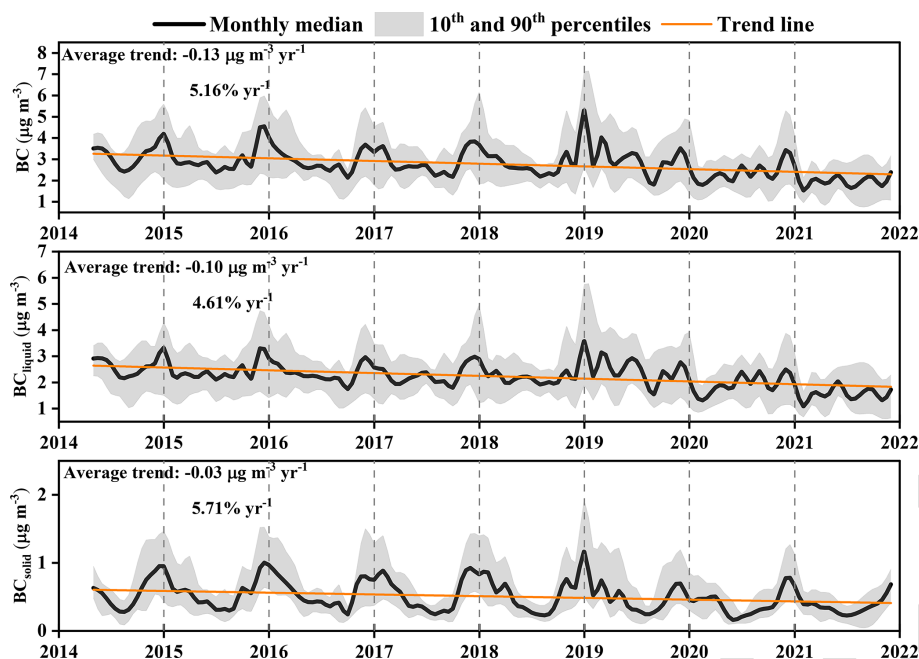 Monthly median 10th and 90th percentiles Trend line
Average trend: -0.13 μg m-3 yr-1
5.16% yr-1
BC (μg m-3)
8
7
6
5
4
3
2
1
2014 2015 2016 2017 2018 2019 2020 2021 2022
Average trend: -0.10 μg m-3 yr-1
4.61% yr-1
BCliquid (μg m-3)
7
6
5
4
3
2
1
2014 2015 2016 2017 2018 2019 2020 2021 2022
Average trend: -0.03 μg m-3 yr-1
5.71% yr-1
BCsolid (μg m-3)
2
1
0
2014 2015 2016 2017 2018 2019 2020 2021 2022